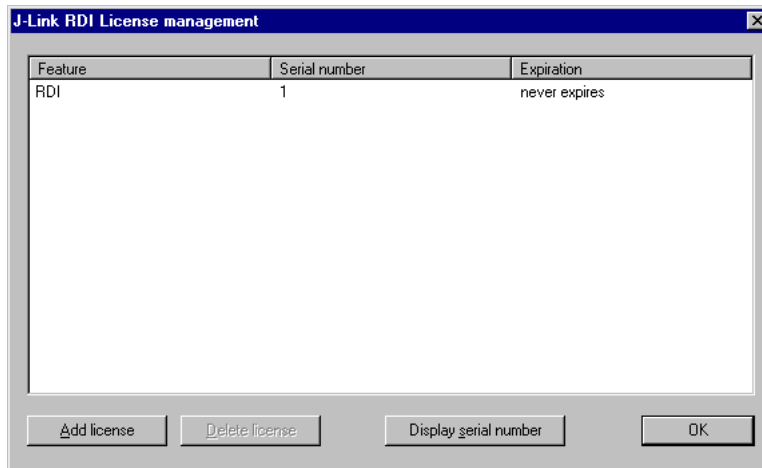 J-Link RDI License management
Feature Serial number Expiration
RDI 1 never expires
Add license Delete license Display serial number OK